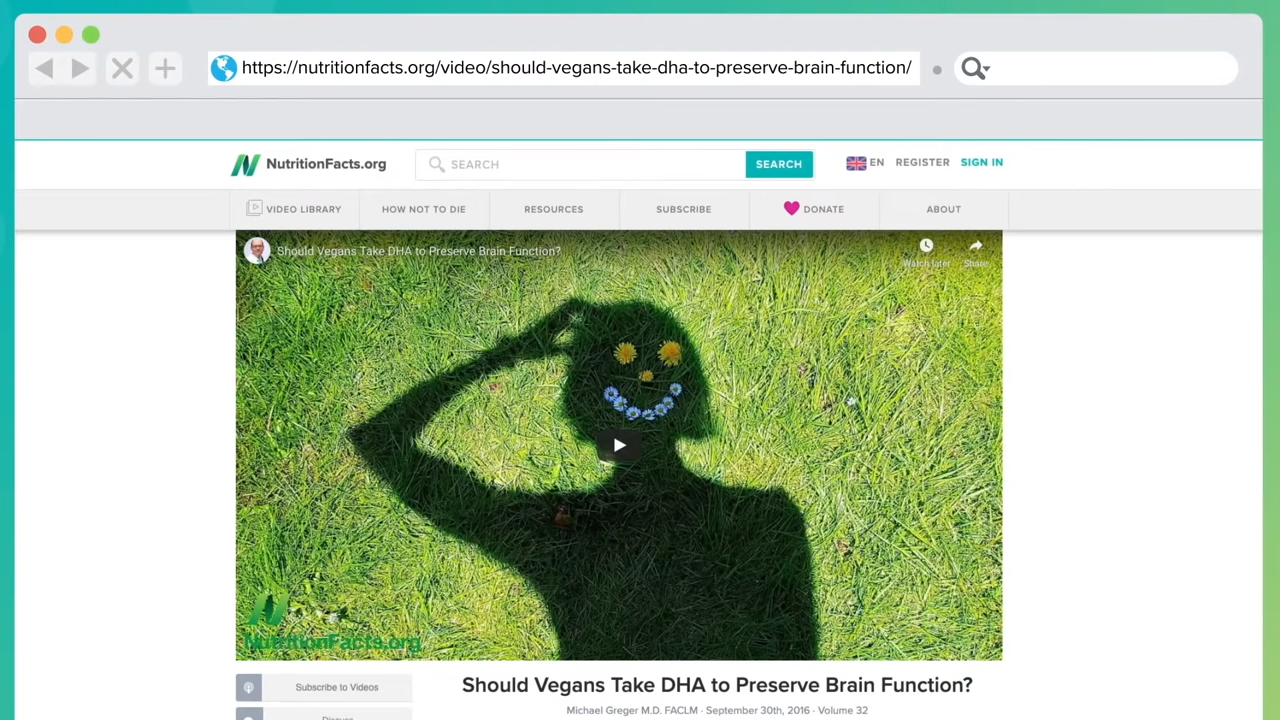 https://nutritionfacts.org/video/should-vegans-take-dha-to-preserve-brain-function/
NutritionFacts.org
SEARCH
SEARCH
EN
REGISTER
SIGN IN
VIDEO LIBRARY
HOW NOT TO DIE
RESOURCES
SUBSCRIBE
DONATE
ABOUT
Should Vegans Take DHA to Preserve Brain Function?
Watch later
Share
NutritionFacts.org
Subscribe to Videos
Discuss
Should Vegans Take DHA to Preserve Brain Function?
Michael Greger M.D. FACLM · September 30th, 2016 · Volume 32